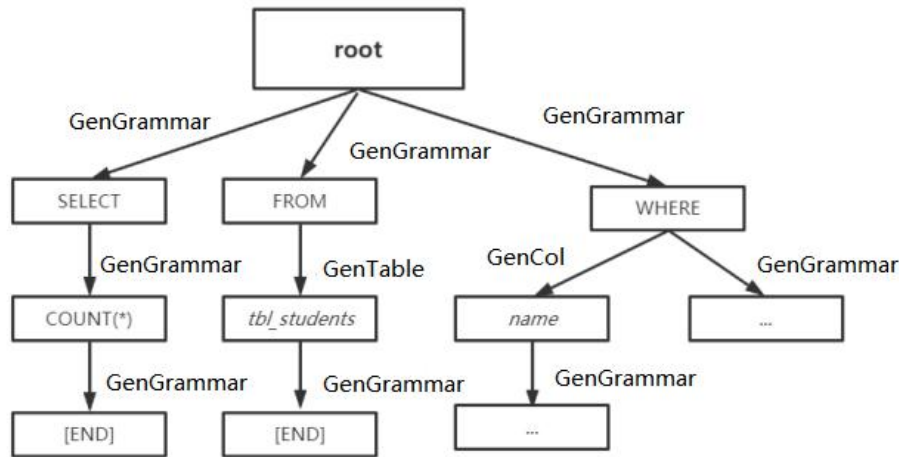 root
GenGrammar
GenGrammar
GenGrammar
SELECT
FROM
WHERE
GenGrammar
GenTable
GenCol
GenGrammar
COUNT(*)
tbl_students
name
...
GenGrammar
GenGrammar
GenGrammar
[END]
[END]
...